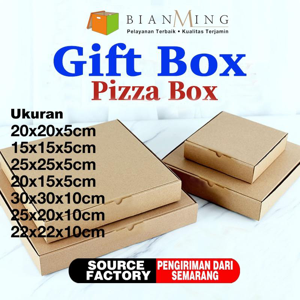 BIANMING
Pelayanan Terbaik • Kualitas Terjamin
Gift Box
Pizza Box
Ukuran
20x20x5cm
15x15x5cm
25x25x5cm
20x15x5cm
30x30x10cm
25x20x10cm
22x22x10cm
SOURCE FACTORY
PENGIRIMAN DARI SEMARANG